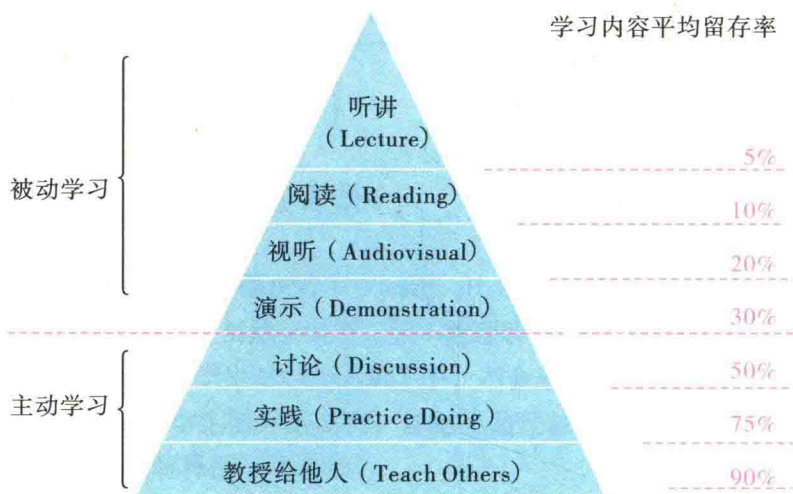 学习内容平均留存率
听讲
（Lecture）
5%
被动学习
阅读（Reading）
10%
视听（Audiovisual）
20%
演示（Demonstration）
30%
讨论（Discussion）
50%
主动学习
实践（Practice Doing）
75%
教授给他人（Teach Others）
90%